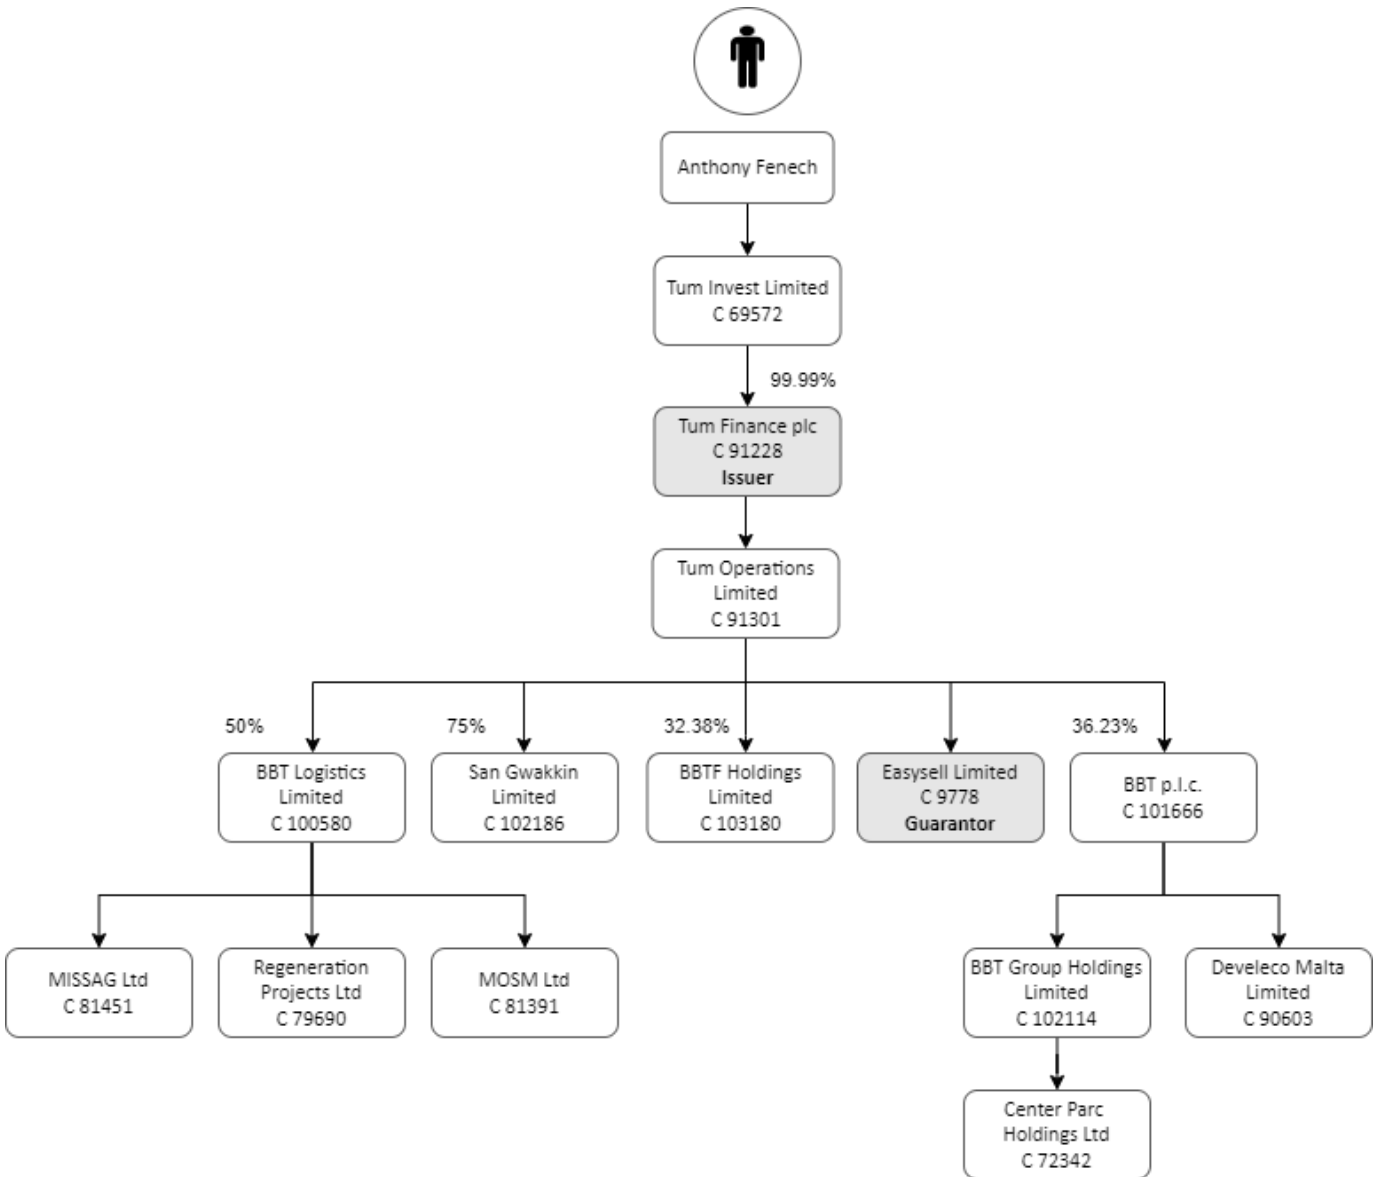 Anthony Fenech
Tum Invest Limited
C 69572
99.99%
Tum Finance plc
C 91228
Issuer
Tum Operations
Limited
C 91301
50%
75%
32.38%
36.23%
BBT Logistics
Limited
C 100580
San Gwakkin
Limited
C 102186
BBTF Holdings
Limited
C 103180
Easysell Limited
C 9778
Guarantor
BBT p.l.c.
C 101666
MISSAG Ltd
C 81451
Regeneration
Projects Ltd
C 79690
MOSM Ltd
C 81391
BBT Group Holdings
Limited
C 102114
Develeco Malta
Limited
C 90603
Center Parc
Holdings Ltd
C 72342